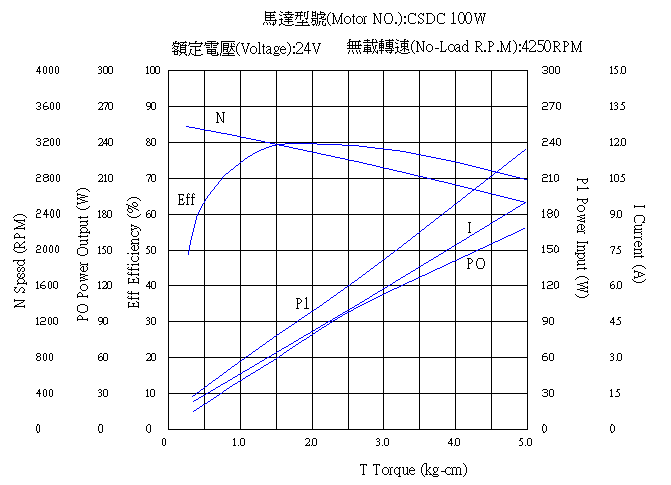 馬達型號(Motor NO.):CSDC 100W
額定電壓(Voltage):24V 無載轉速(No-Load R.P.M):4250RPM
4000 300 100 300 15.0
3600 270 90 270 13.5
3200 240 80 240 12.0
2800 210 70 210 10.5
2400 180 60 180 9.0
2000 150 50 150 7.5
1600 120 40 120 6.0
1200 90 30 90 4.5
800 60 20 60 3.0
400 30 10 30 1.5
0 0 0 0 0
0 1.0 2.0 3.0 4.0 5.0
T Torque (kg-cm)
N Spssd (RPM)
PO Power Output (W)
Eff Efficiency (%)
P1 Power Input (W)
I Current (A)
N
Eff
P1
I
PO